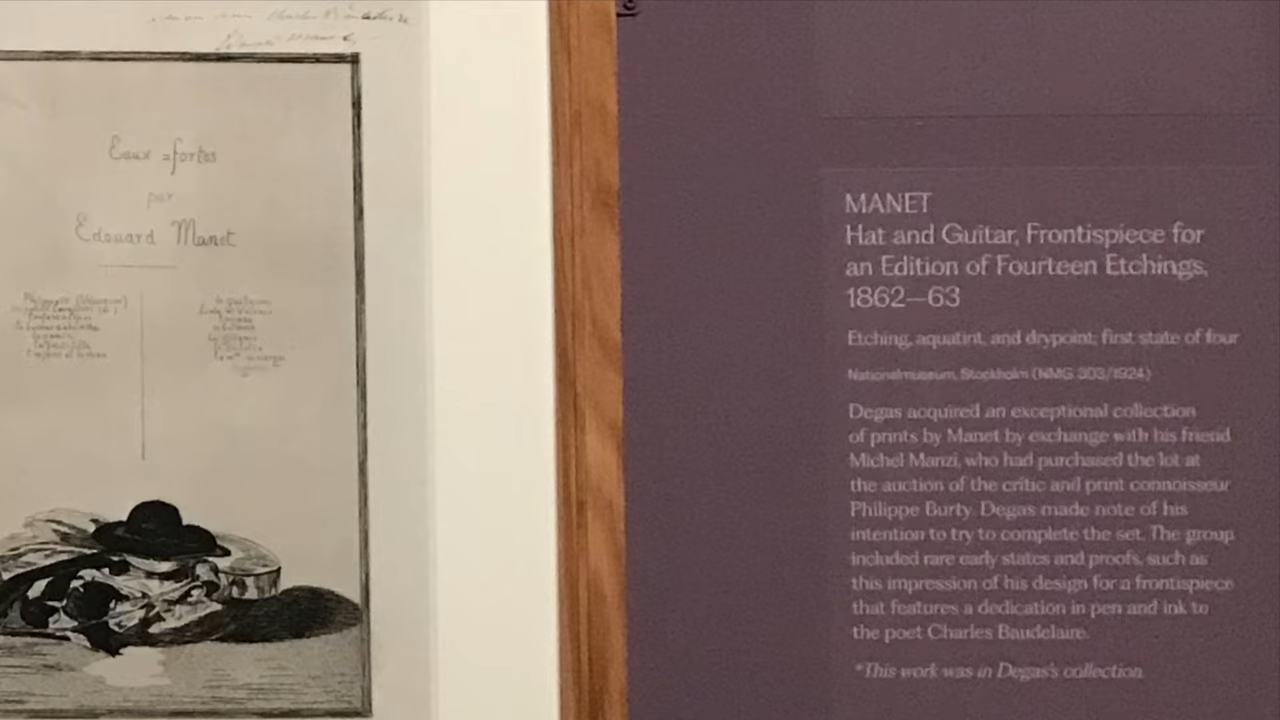 Eaux=fortes
par
Edouard Manet
MANET
Hat and Guitar, Frontispiece for
an Edition of Fourteen Etchings,
1862—63
Etching, aquatint, and drypoint; first state of four
Nationalmuseum, Stockholm (NMG 303/1924)
Degas acquired an exceptional collection
of prints by Manet by exchange with his friend
Michel Manzi, who had purchased the lot at
the auction of the critic and print connoisseur
Philippe Burty. Degas made note of his
intention to try to complete the set. The group
included rare early states and proofs, such as
this impression of his design for a frontispiece
that features a dedication in pen and ink to
the poet Charles Baudelaire.
*This work was in Degas's collection